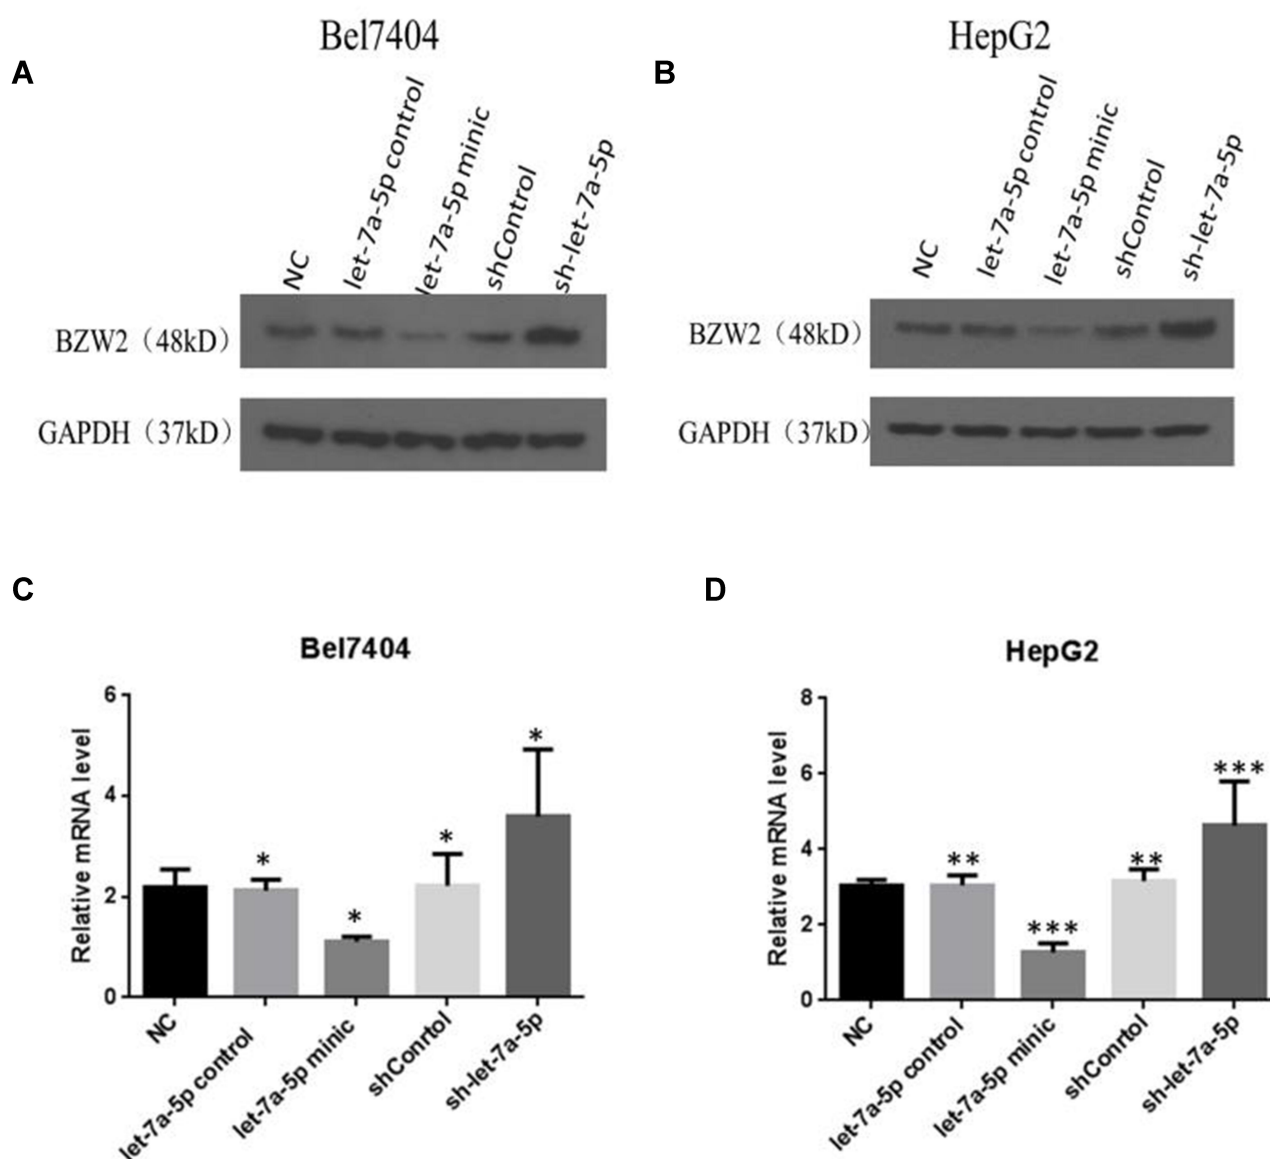 Bel7404
HepG2
A
B
NC
let-7a-5p control
let-7a-5p minic
shControl
sh-let-7a-5p
NC
let-7a-5p control
let-7a-5p minic
shControl
sh-let-7a-5p
BZW2（48kD）
BZW2（48kD）
GAPDH（37kD）
GAPDH（37kD）
C
D
Bel7404
Relative mRNA level
6
4
2
0
*
*
*
*
NC
let-7a-5p control
let-7a-5p minic
shConrtol
sh-let-7a-5p
HepG2
Relative mRNA level
8
6
4
2
0
**
***
**
***
NC
let-7a-5p control
let-7a-5p minic
shConrtol
sh-let-7a-5p